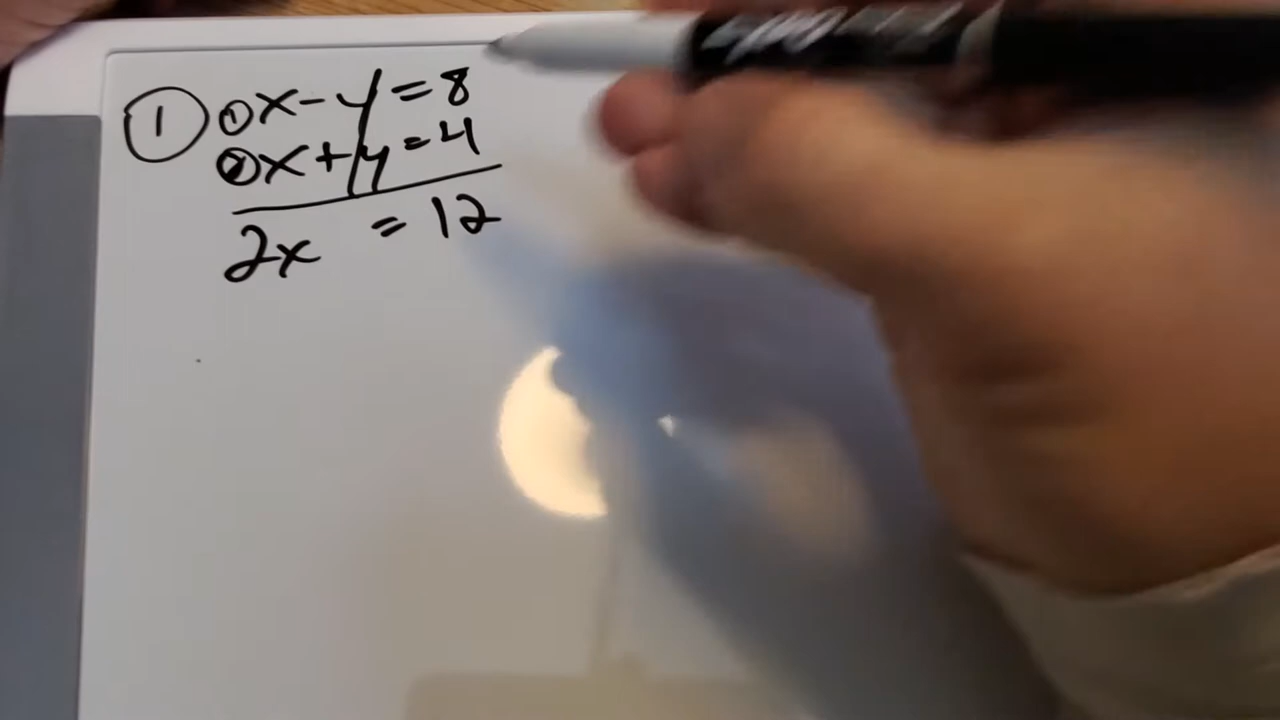 ① ①x-y=8
②x+y=4
2x = 12